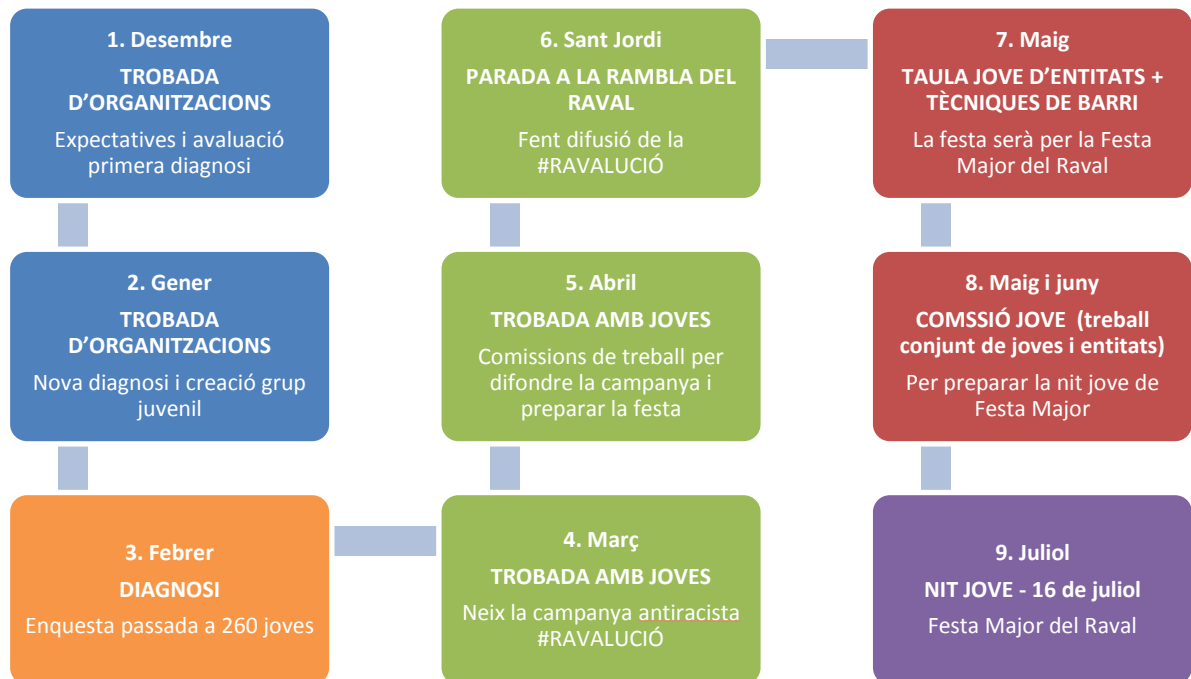 1. Desembre
TROBADA
D'ORGANITZACIONS
Expectatives i avaluació
primera diagnosi
2. Gener
TROBADA
D'ORGANITZACIONS
Nova diagnosi i creació grup
juvenil
3. Febrer
DIAGNOSI
Enquesta passada a 260 joves
4. Març
TROBADA AMB JOVES
Neix la campanya antiracista
#RAVALUCIÓ
5. Abril
TROBADA AMB JOVES
Comissions de treball per
difondre la campanya i
preparar la festa
6. Sant Jordi
PARADA A LA RAMBLA DEL
RAVAL
Fent difusió de la
#RAVALUCIÓ
7. Maig
TAULA JOVE D'ENTITATS +
TÈCNIQUES DE BARRI
La festa serà per la Festa
Major del Raval
8. Maig i juny
COMSSIÓ JOVE (treball
conjunt de joves i entitats)
Per preparar la nit jove de
Festa Major
9. Juliol
NIT JOVE - 16 de juliol
Festa Major del Raval